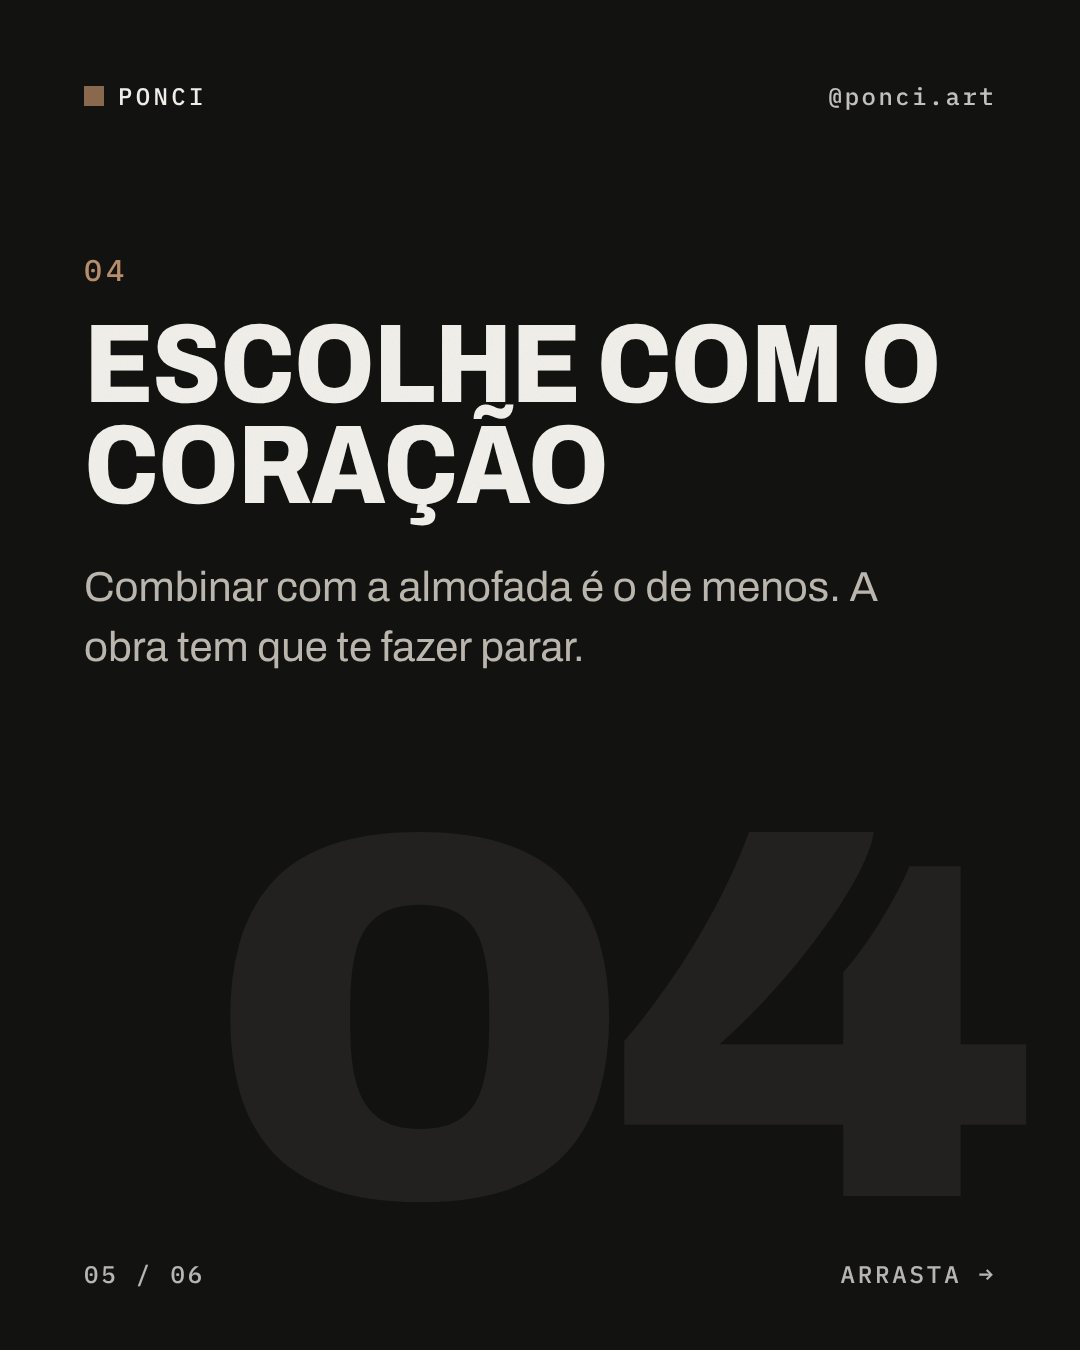 PONCI
@ponci.art
04
ESCOLHE COM O
CORAÇÃO
Combinar com a almofada é o de menos. A
obra tem que te fazer parar.
04
05 / 06
ARRASTA →